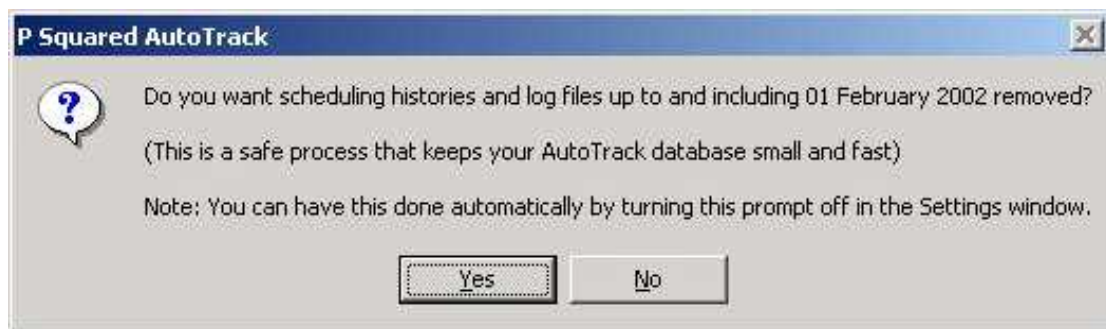 P Squared AutoTrack
Do you want scheduling histories and log files up to and including 01 February 2002 removed?
(This is a safe process that keeps your AutoTrack database small and fast)
Note: You can have this done automatically by turning this prompt off in the Settings window.
Yes
No